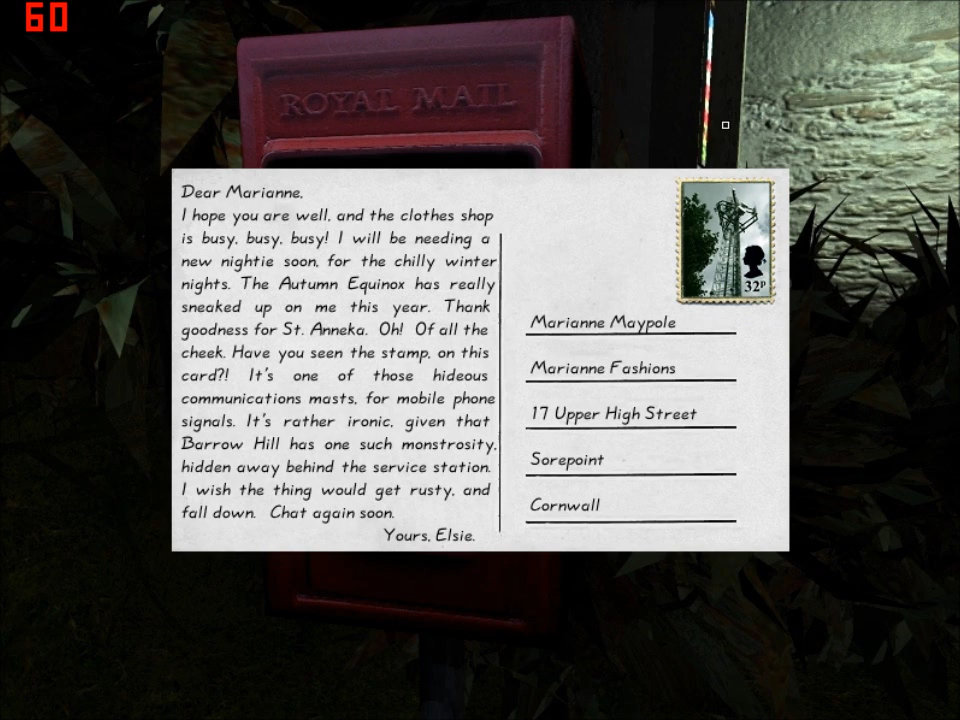 60
ROYAL MAIL
Dear Marianne,
I hope you are well, and the clothes shop
is busy, busy, busy! I will be needing a
new nightie soon, for the chilly winter
nights. The Autumn Equinox has really
sneaked up on me this year. Thank
goodness for St. Anneka. Oh! Of all the
cheek. Have you seen the stamp, on this
card?! It's one of those hideous
communications masts, for mobile phone
signals. It's rather ironic, given that
Barrow Hill has one such monstrosity,
hidden away behind the service station.
I wish the thing would get rusty, and
fall down. Chat again soon.
Yours, Elsie.
32P
Marianne Maypole
Marianne Fashions
17 Upper High Street
Sorepoint
Cornwall